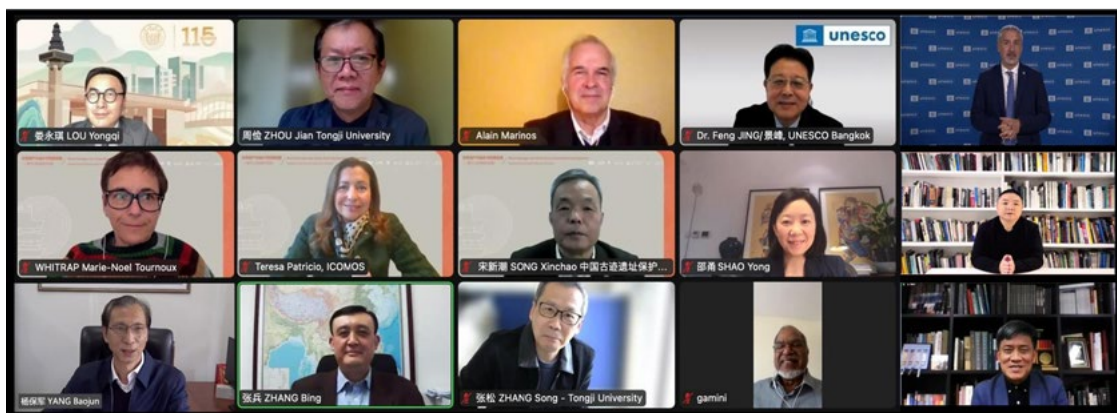 115
unesco
娄永琪 LOU Yongqi
周俭 ZHOU Jian Tongji University
Alain Marinos
Dr. Feng JING/景峰, UNESCO Bangkok
WHITRAP Marie-Noel Tournoux
Teresa Patricio, ICOMOS
宋新潮 SONG Xinchao 中国古迹遗址保护...
邵甬 SHAO Yong
杨保军 YANG Baojun
张兵 ZHANG Bing
张松 ZHANG Song - Tongji University
gamini